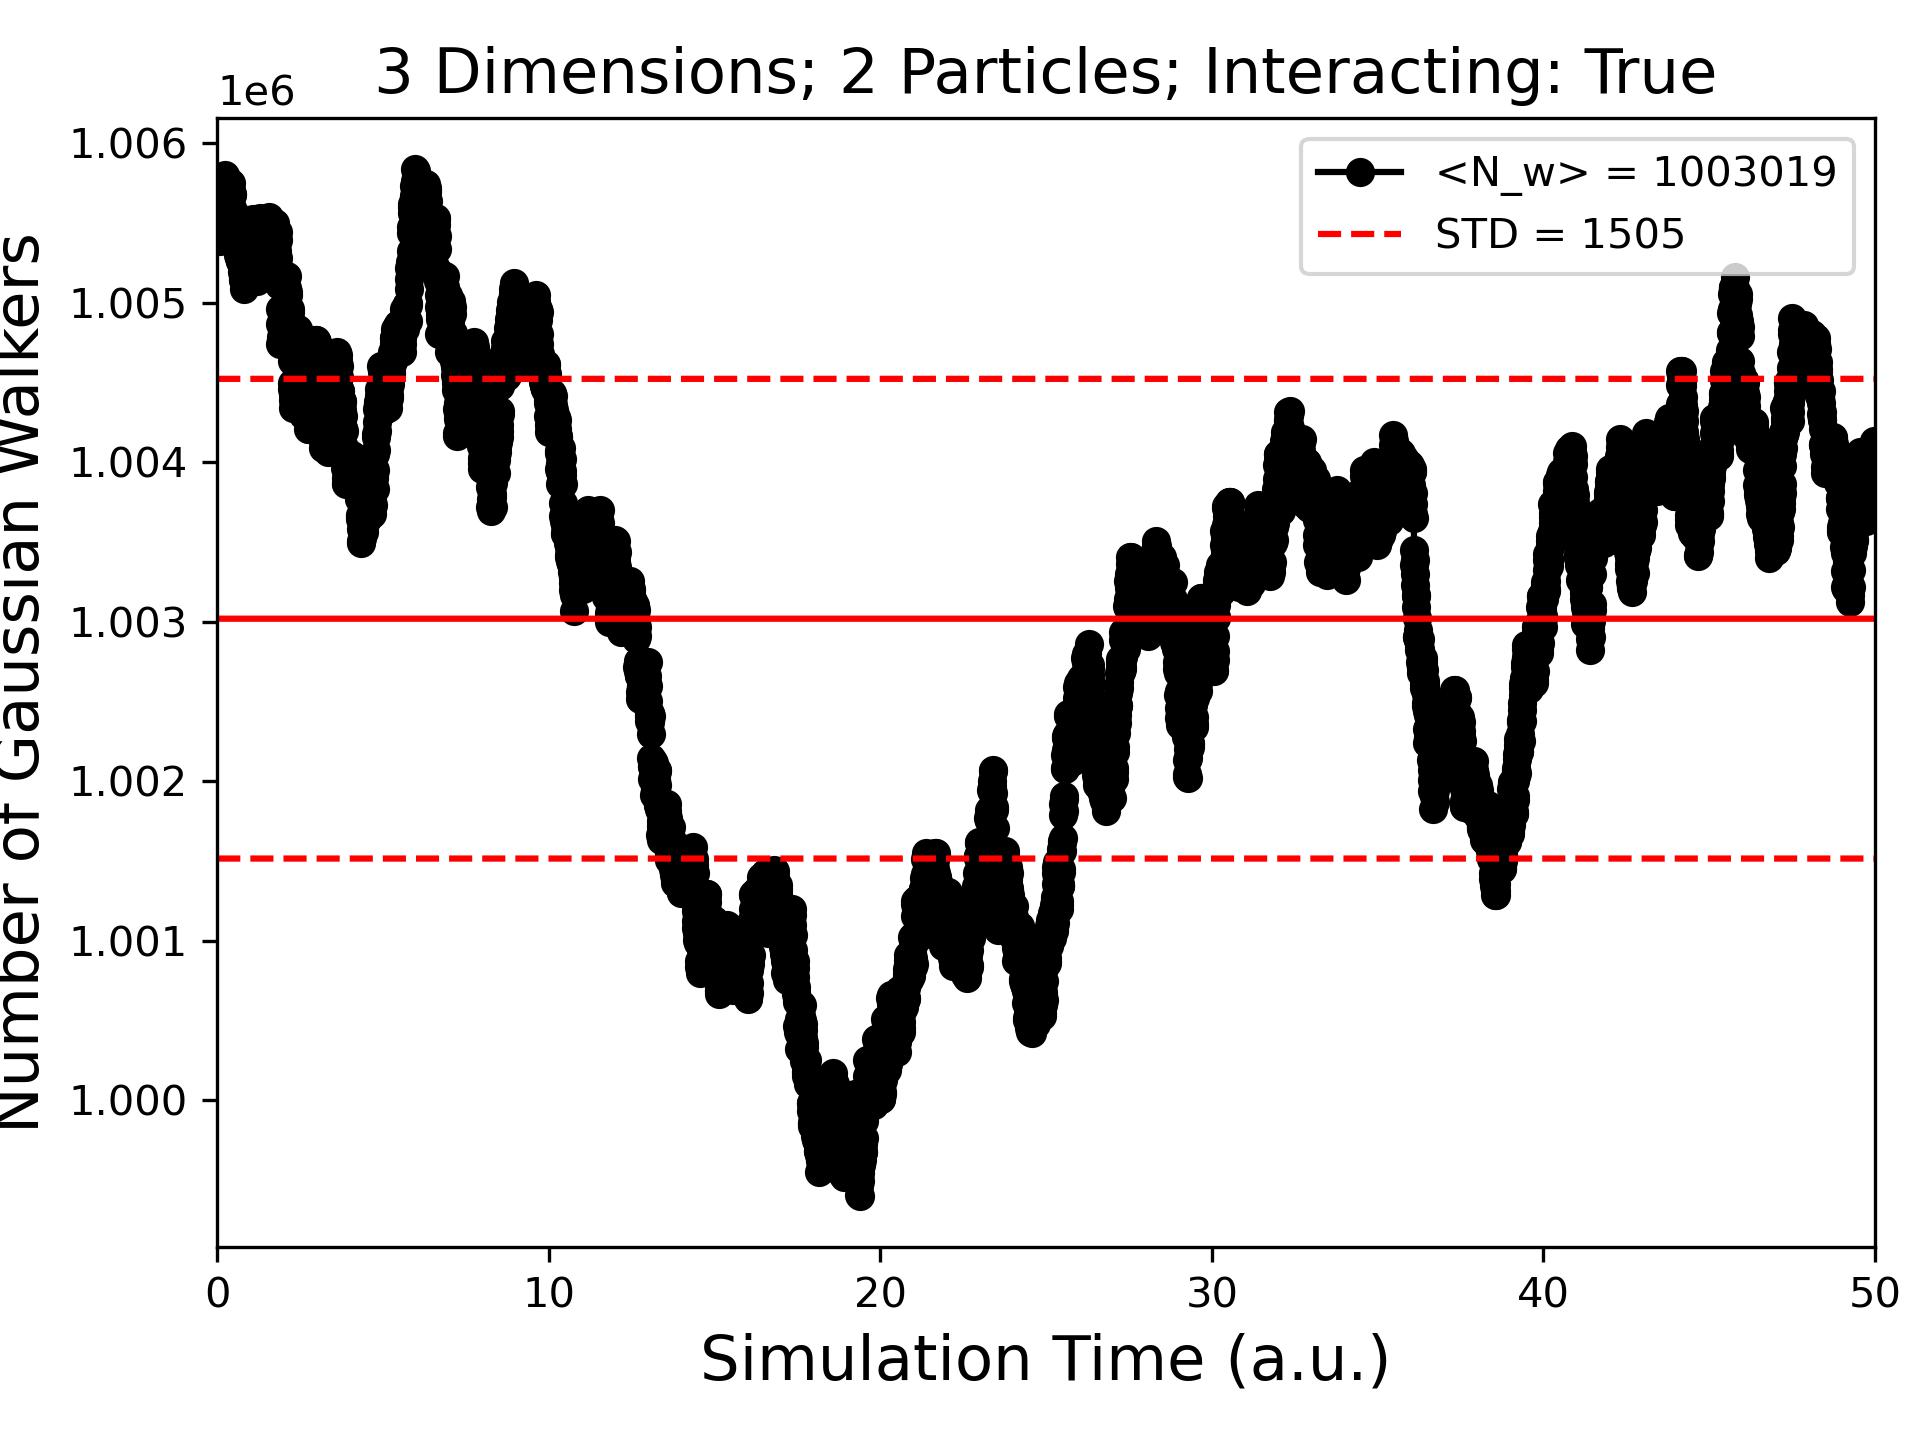 3 Dimensions; 2 Particles; Interacting: True
1e6
<N_w> = 1003019
STD = 1505
1.006
1.005
1.004
1.003
1.002
1.001
1.000
Number of Gaussian Walkers
0 10 20 30 40 50
Simulation Time (a.u.)